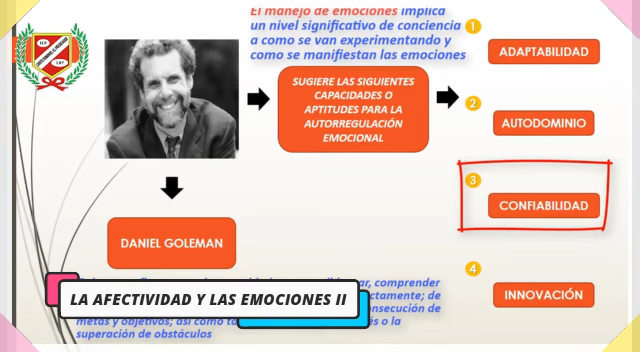 El manejo de emociones implica
un nivel significativo de conciencia
a como se van experimentando y
como se manifiestan las emociones
SUGIERE LAS SIGUIENTES
CAPACIDADES O
APTITUDES PARA LA
AUTORREGULACIÓN
EMOCIONAL
1
ADAPTABILIDAD
2
AUTODOMINIO
3
CONFIABILIDAD
4
INNOVACIÓN
DANIEL GOLEMAN
comprender
de
LA AFECTIVIDAD Y LAS EMOCIONES II
consecución de
metas y objetivos; así como
o la
superación de obstáculos